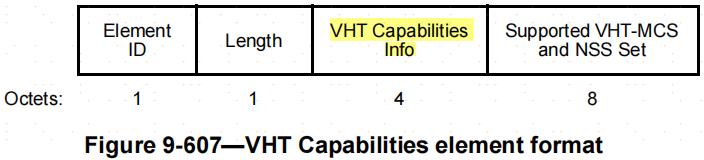 Element ID
Length
VHT Capabilities Info
Supported VHT-MCS and NSS Set
Octets: 1 1 4 8
Figure 9-607—VHT Capabilities element format